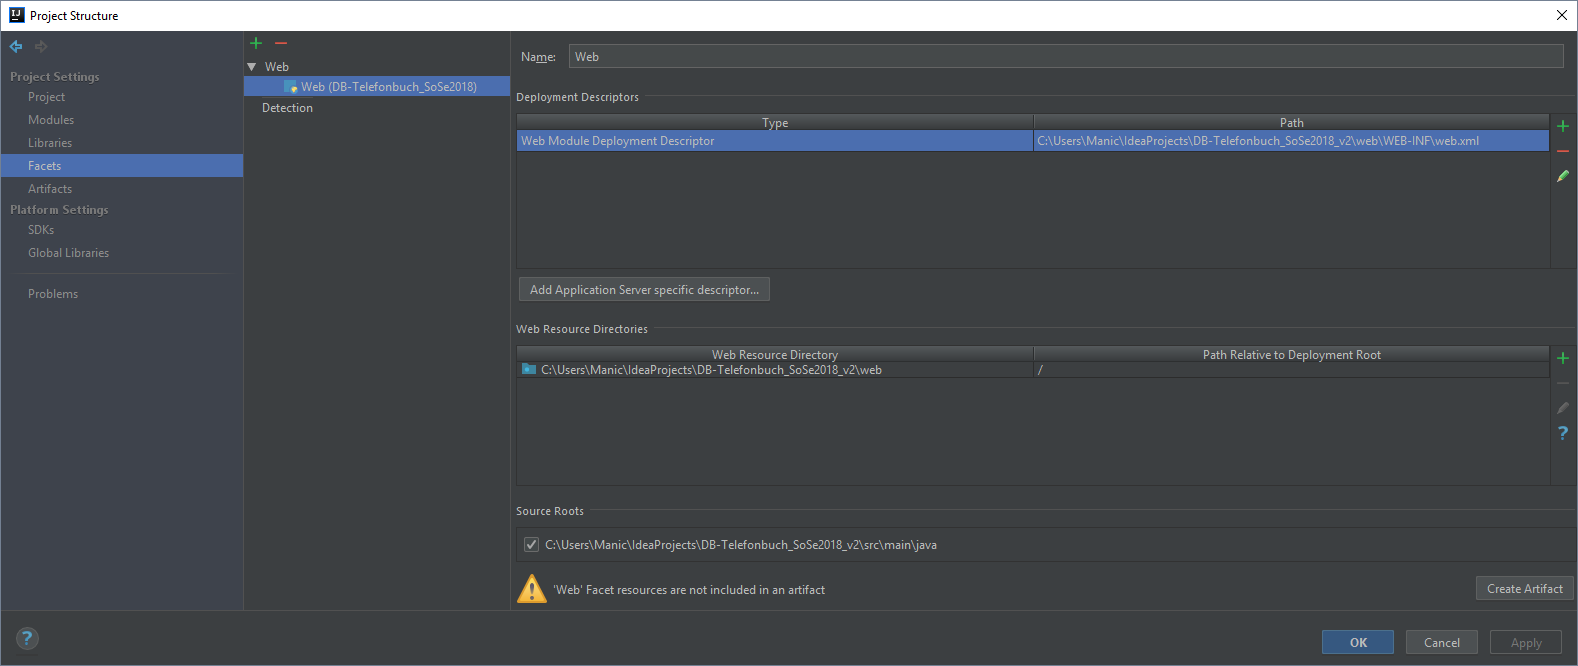 IJ Project Structure
Project Settings
Project
Modules
Libraries
Facets
Artifacts
Platform Settings
SDKs
Global Libraries
Problems
Web
Web (DB-Telefonbuch_SoSe2018)
Detection
Name: Web
Deployment Descriptors
Type Path
Web Module Deployment Descriptor C:\Users\Manic\IdeaProjects\DB-Telefonbuch_SoSe2018_v2\web\WEB-INF\web.xml
Add Application Server specific descriptor...
Web Resource Directories
Web Resource Directory Path Relative to Deployment Root
C:\Users\Manic\IdeaProjects\DB-Telefonbuch_SoSe2018_v2\web /
?
Source Roots
C:\Users\Manic\IdeaProjects\DB-Telefonbuch_SoSe2018_v2\src\main\java
'Web' Facet resources are not included in an artifact Create Artifact
? OK Cancel Apply